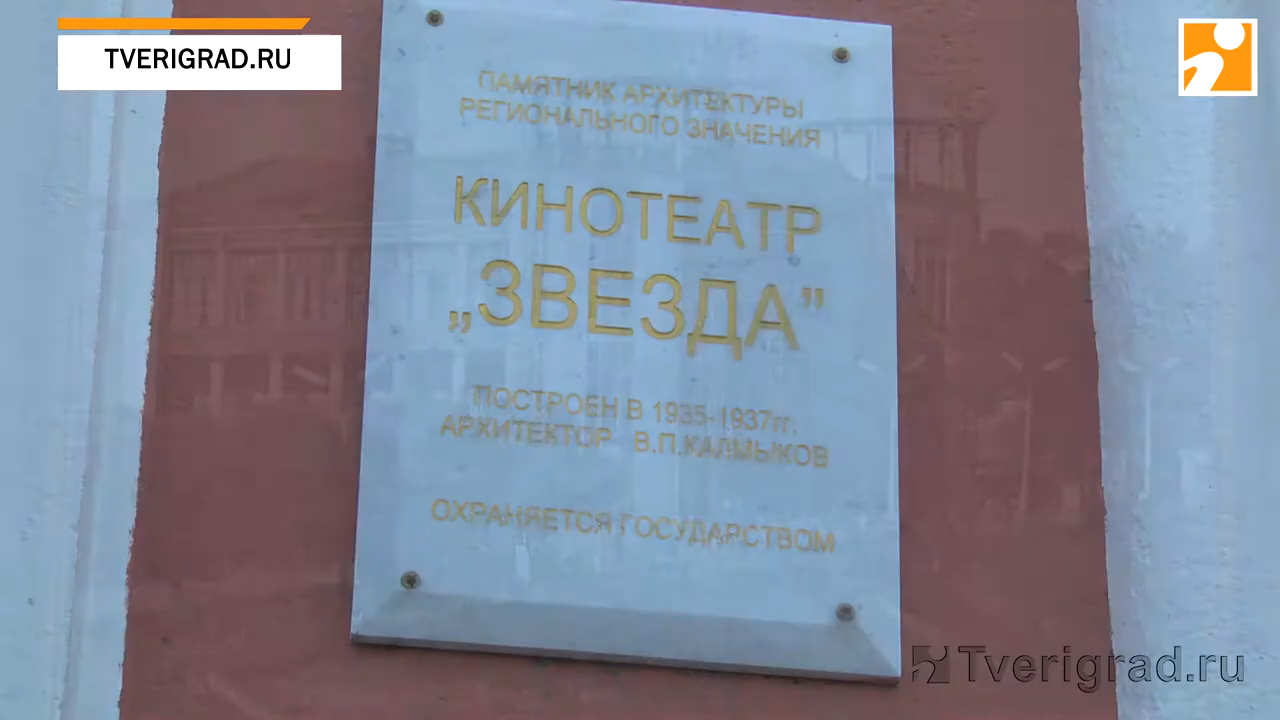 TVERIGRAD.RU
ПАМЯТНИК АРХИТЕКТУРЫ
РЕГИОНАЛЬНОГО ЗНАЧЕНИЯ
КИНОТЕАТР
„ЗВЕЗДА”
ПОСТРОЕН В 1935-1937гг.
АРХИТЕКТОР В.П.КАЛМЫКОВ
ОХРАНЯЕТСЯ ГОСУДАРСТВОМ
Tverigrad.ru